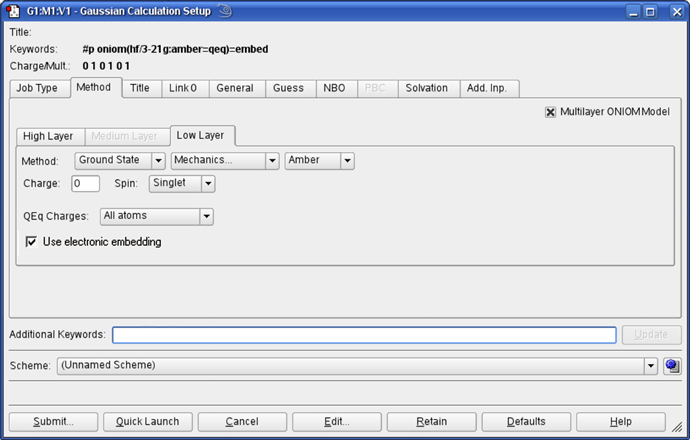 G1:M1:V1 - Gaussian Calculation Setup
Title:
Keywords: #p oniom(hf/3-21g:amber=qeq)=embed
Charge/Mult.: 0 1 0 1 0 1
Job Type Method Title Link 0 General Guess NBO PBC Solvation Add. Inp.
Multilayer ONIOM Model
High Layer Medium Layer Low Layer
Method: Ground State Mechanics... Amber
Charge: 0 Spin: Singlet
QEq Charges: All atoms
Use electronic embedding
Additional Keywords: Update
Scheme: (Unnamed Scheme)
Submit... Quick Launch Cancel Edit... Retain Defaults Help